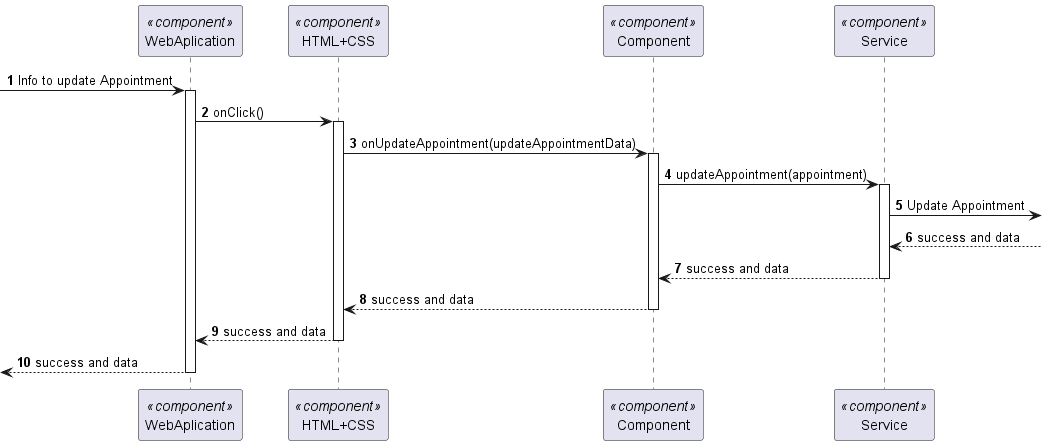 «component» «component» «component» «component»
WebAplication HTML+CSS Component Service
1 Info to update Appointment
2 onClick()
3 onUpdateAppointment(updateAppointmentData)
4 updateAppointment(appointment)
5 Update Appointment
6 success and data
7 success and data
8 success and data
9 success and data
10 success and data
«component» «component» «component» «component»
WebAplication HTML+CSS Component Service